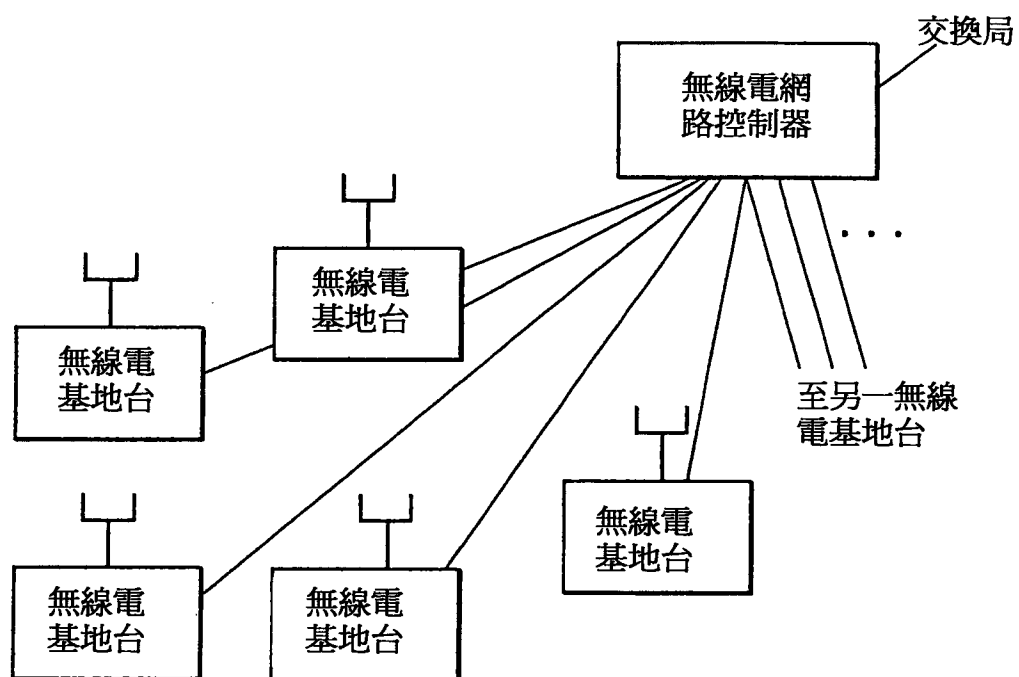 交換局
無線電網
路控制器
無線電
基地台
無線電
基地台
至另一無線
電基地台
無線電
基地台
無線電
基地台
無線電
基地台